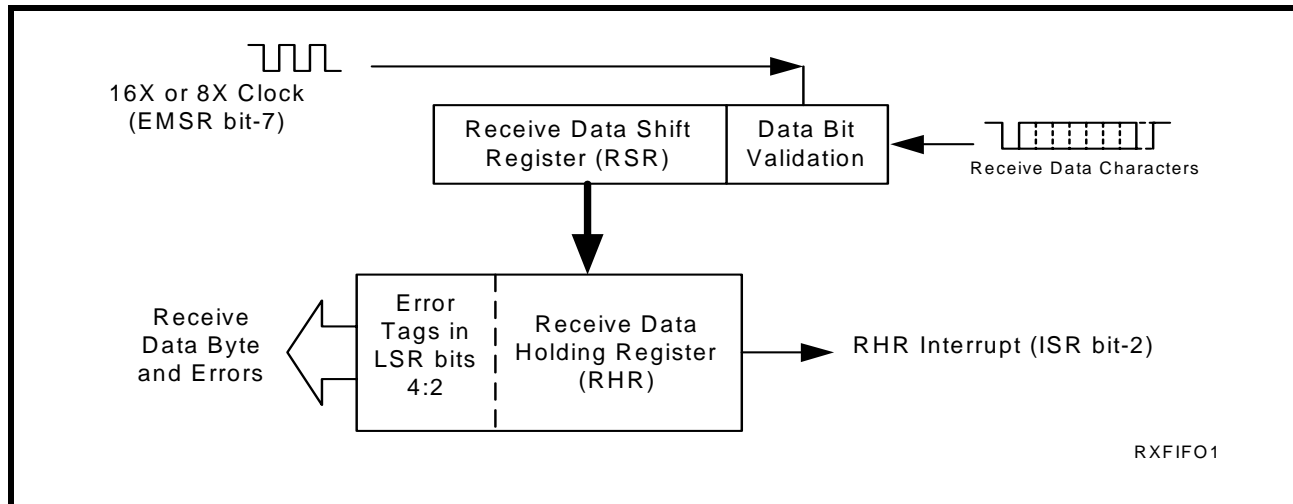 16X or 8X Clock
(EMSR bit-7)
Receive Data Shift
Register (RSR)
Data Bit
Validation
Receive Data Characters
Receive
Data Byte
and Errors
Error
Tags in
LSR bits
4:2
Receive Data
Holding Register
(RHR)
RHR Interrupt (ISR bit-2)
RXFIFO1